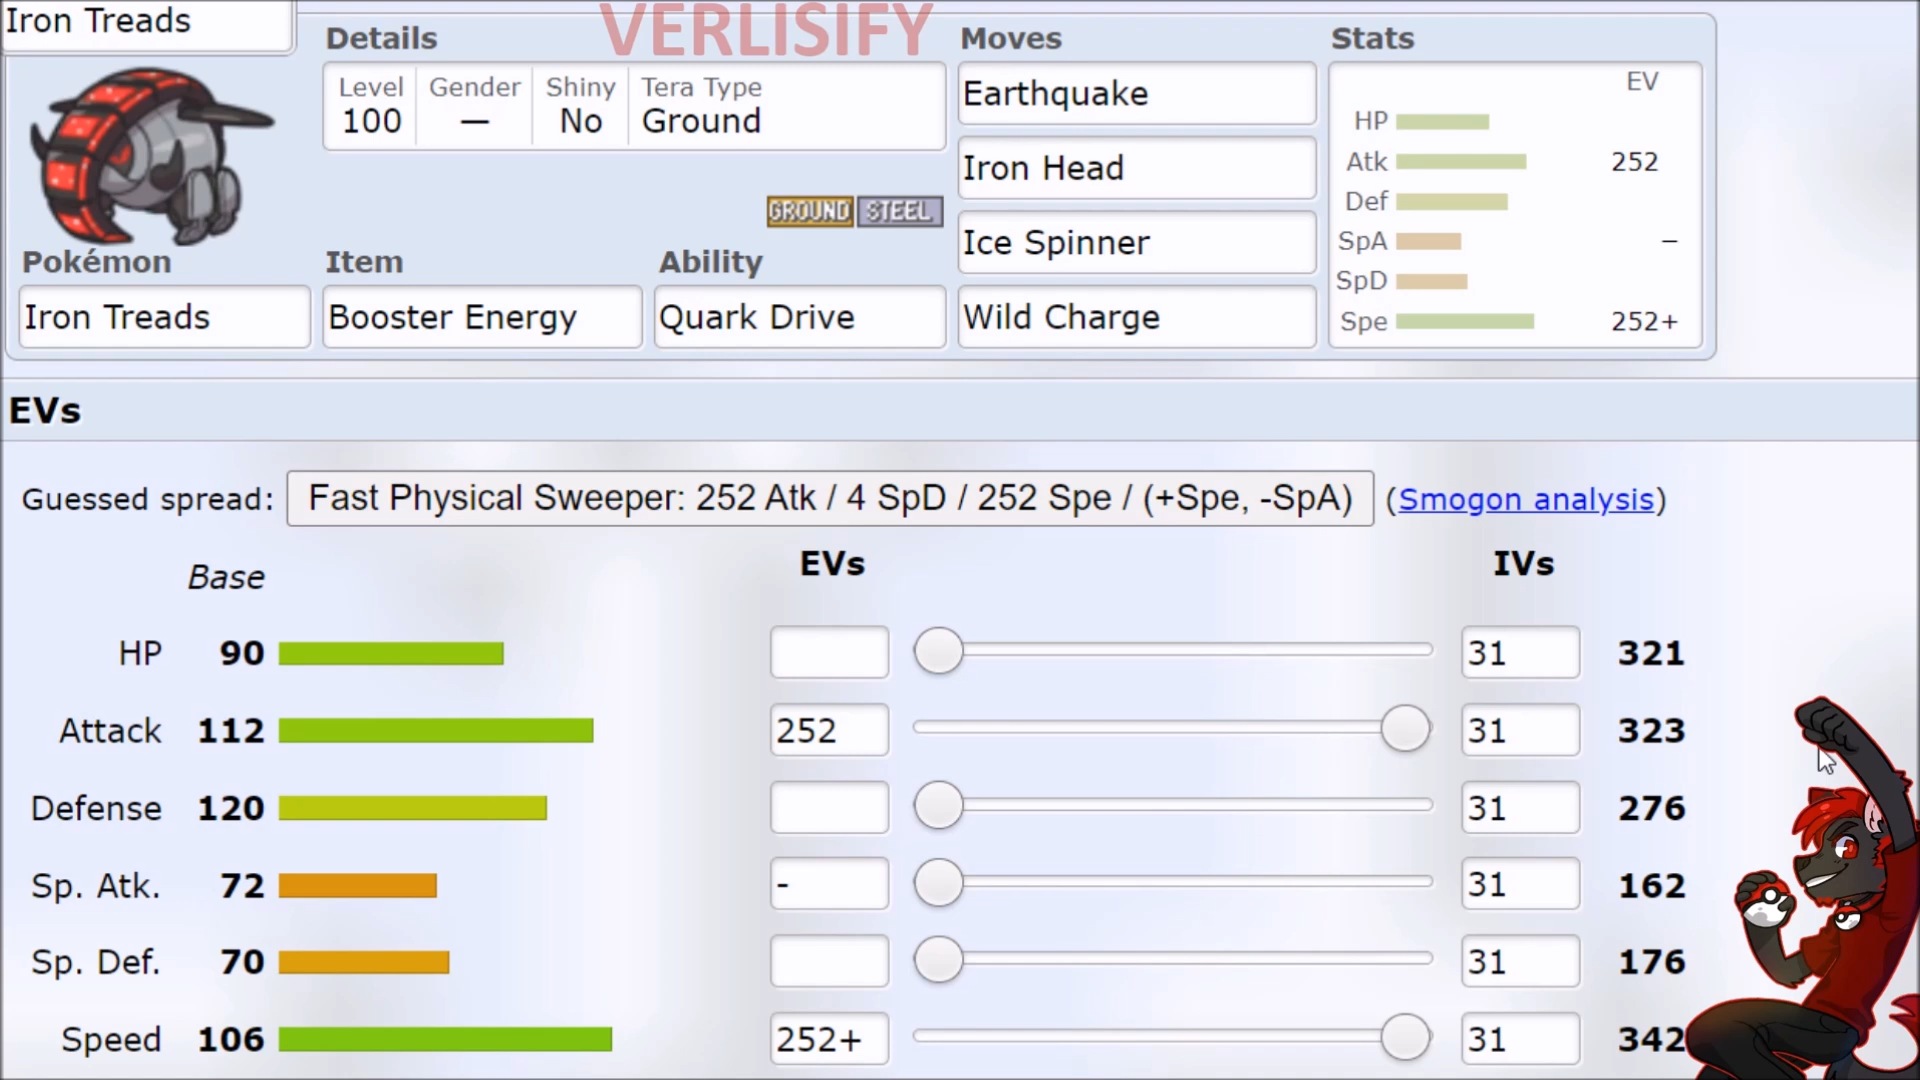 Iron Treads
VERLISIFY
Details
Level Gender Shiny Tera Type
100 — No Ground
GROUND STEEL
Pokémon Item Ability
Iron Treads Booster Energy Quark Drive
Moves
Earthquake
Iron Head
Ice Spinner
Wild Charge
Stats
EV
HP
Atk 252
Def
SpA –
SpD
Spe 252+
EVs
Guessed spread: Fast Physical Sweeper: 252 Atk / 4 SpD / 252 Spe / (+Spe, -SpA) (Smogon analysis)
Base EVs IVs
HP 90 31 321
Attack 112 252 31 323
Defense 120 31 276
Sp. Atk. 72 - 31 162
Sp. Def. 70 31 176
Speed 106 252+ 31 342